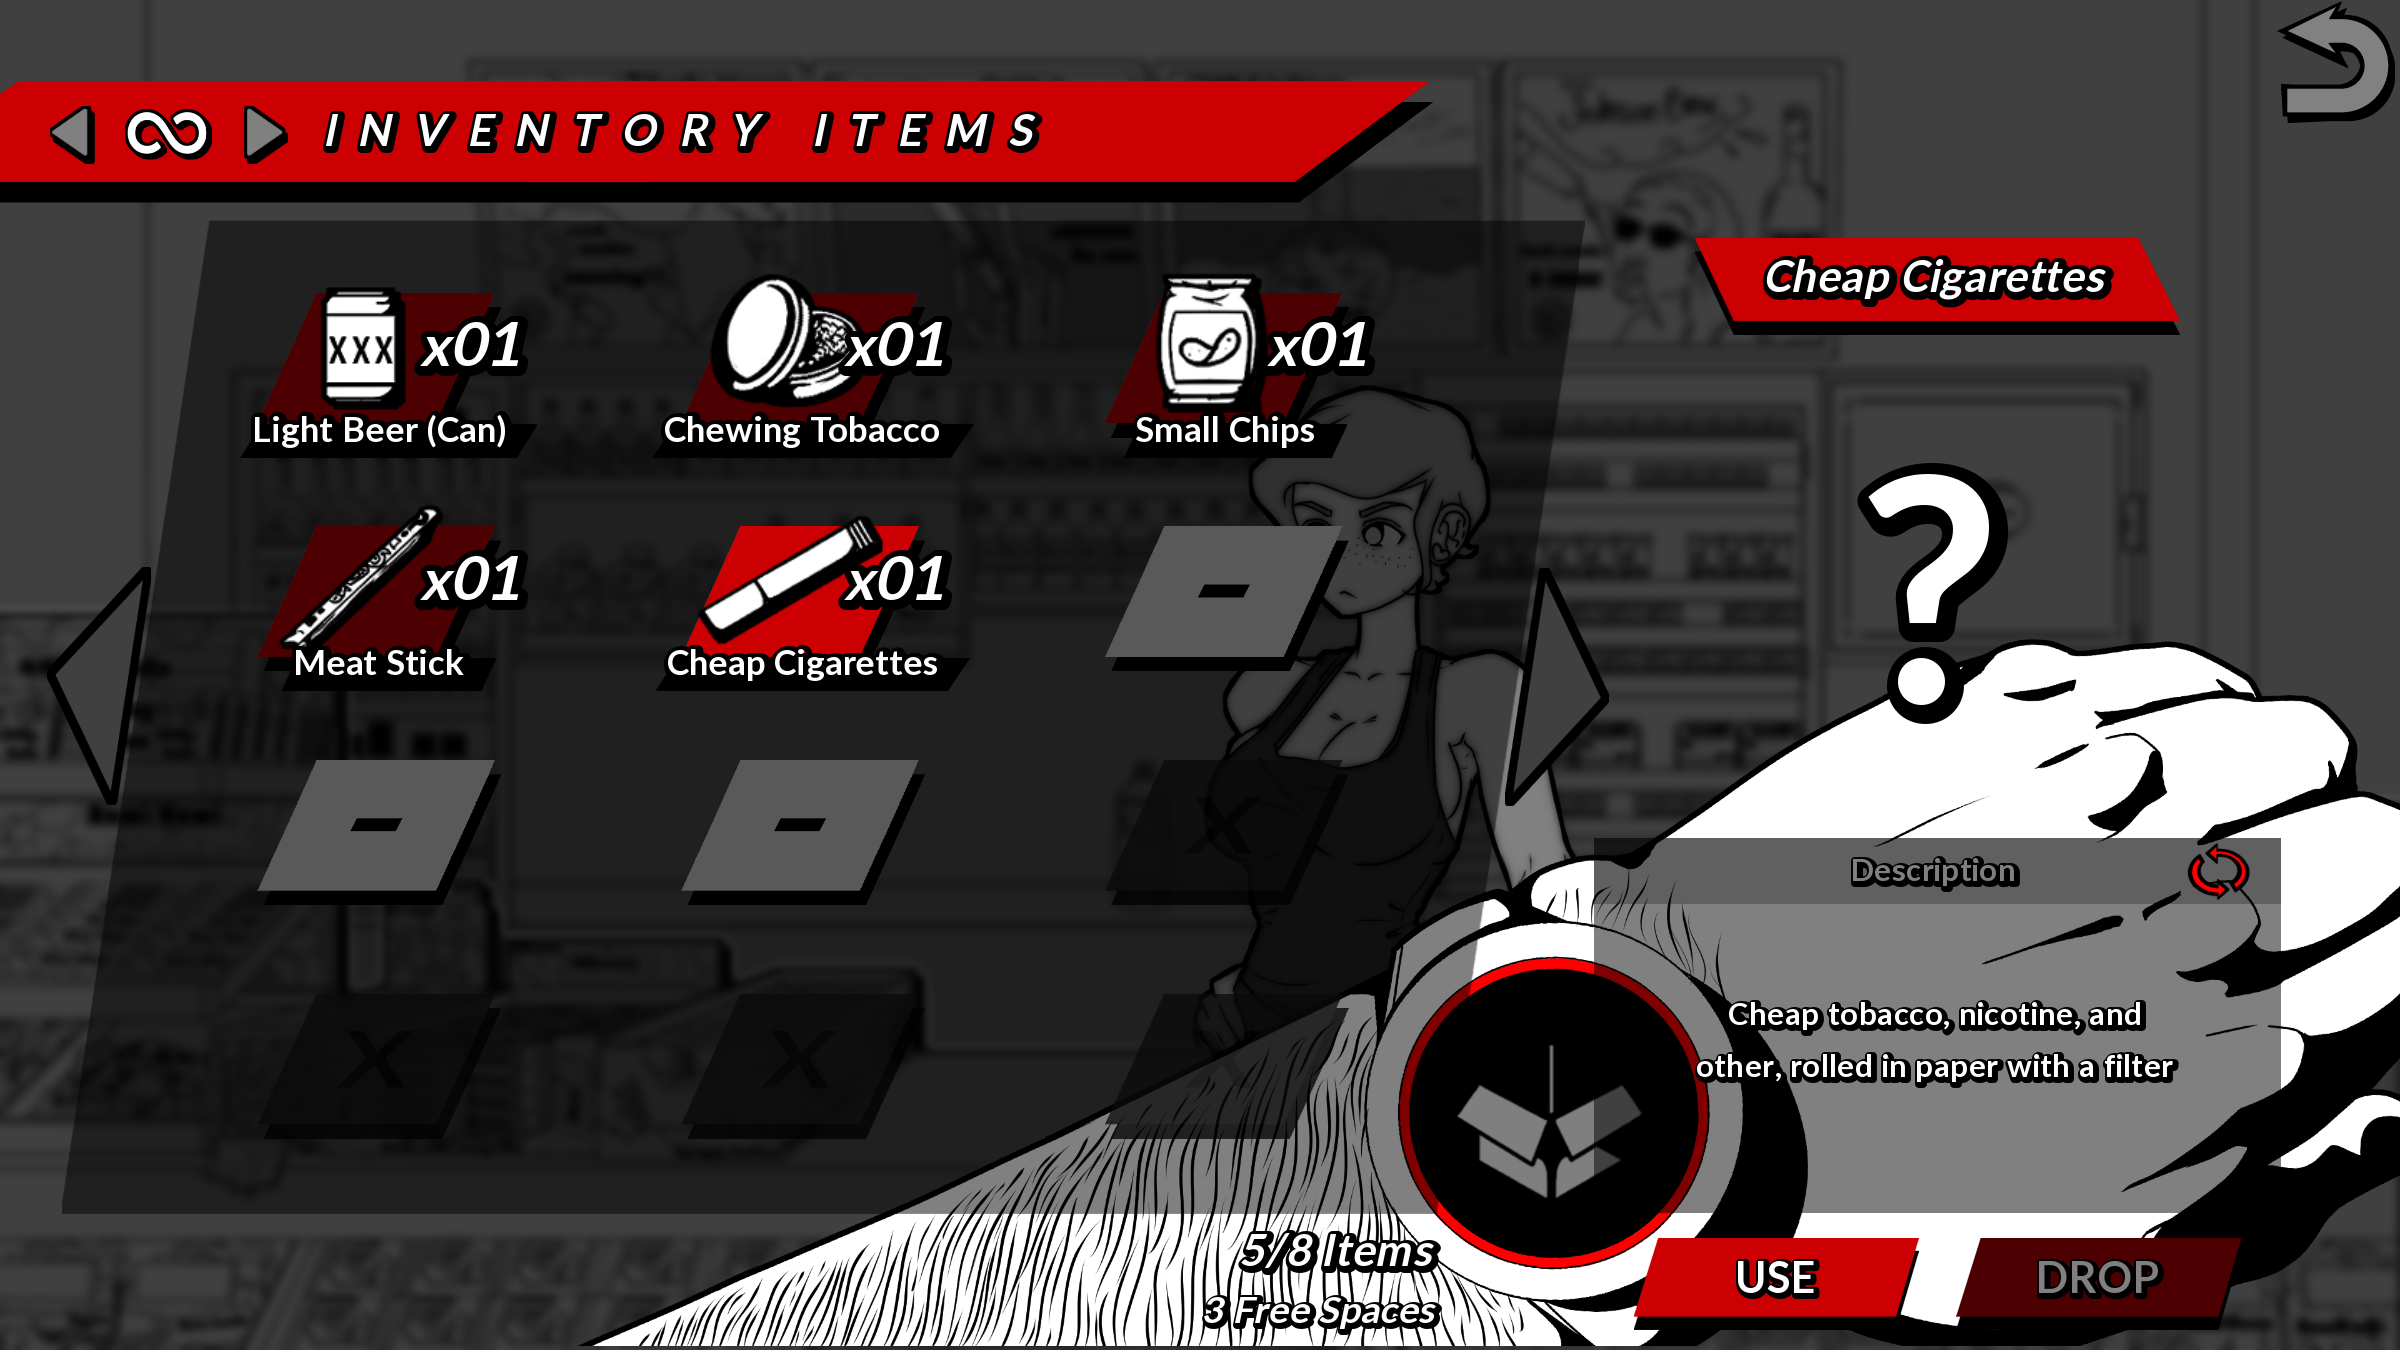 INVENTORY ITEMS
Cheap Cigarettes
XXX
x01
x01
x01
Light Beer (Can)
Chewing Tobacco
Small Chips
x01
x01
-
Meat Stick
Cheap Cigarettes
?
-
-
X
Description
X
X
X
Cheap tobacco, nicotine, and
other, rolled in paper with a filter
5/8 Items
3 Free Spaces
USE
DROP